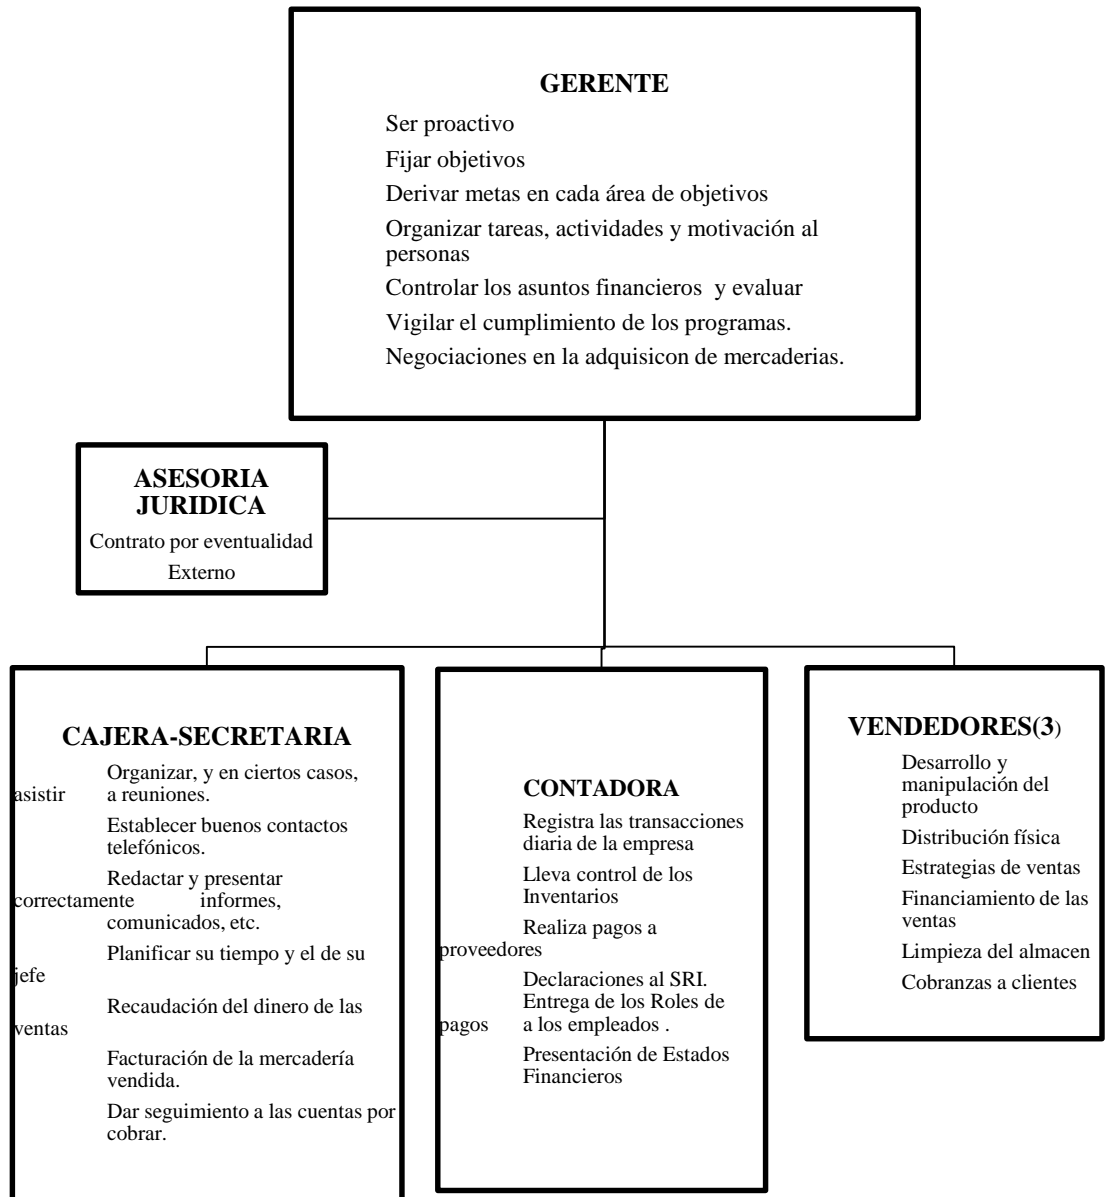 GERENTE
Ser proactivo
Fijar objetivos
Derivar metas en cada área de objetivos
Organizar tareas, actividades y motivación al
personas
Controlar los asuntos financieros  y evaluar
Vigilar el cumplimiento de los programas.
Negociaciones en la adquisicon de mercaderias.
ASESORIA
JURIDICA
Contrato por eventualidad
Externo
CAJERA-SECRETARIA
Organizar, y en ciertos casos,
asistir a reuniones.
Establecer buenos contactos
telefónicos.
Redactar y presentar
correctamente informes,
comunicados, etc.
Planificar su tiempo y el de su
jefe
Recaudación del dinero de las
ventas
Facturación de la mercadería
vendida.
Dar seguimiento a las cuentas por
cobrar.
CONTADORA
Registra las transacciones
diaria de la empresa
Lleva control de los
Inventarios
Realiza pagos a
proveedores
Declaraciones al SRI.
Entrega de los Roles de
pagos a los empleados .
Presentación de Estados
Financieros
VENDEDORES(3)
Desarrollo y
manipulación del
producto
Distribución física
Estrategias de ventas
Financiamiento de las
ventas
Limpieza del almacen
Cobranzas a clientes